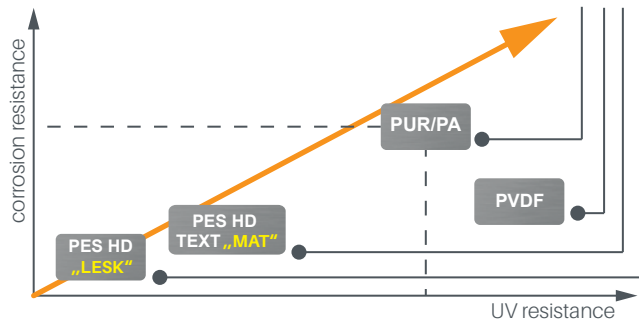 corrosion resistance
PUR/PA
PVDF
PES HD
TEXT „MAT“
PES HD
„LESK“
UV resistance